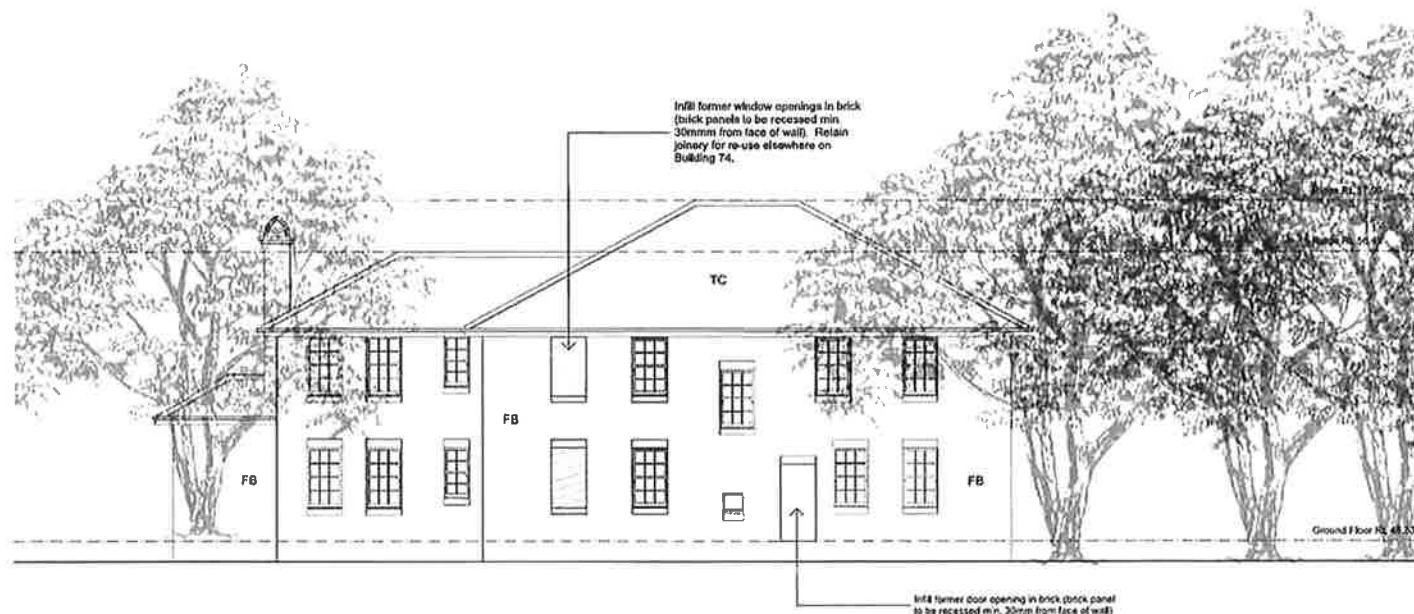 Infill former window openings in brick
(brick panels to be recessed min
30mmm from face of wall). Retain
joinery for re-use elsewhere on
Building 74.
TC
FB
FB
FB
Ground Floor RL
Infill former door opening in brick (brick panel
to be recessed min. 30mm from face of wall)